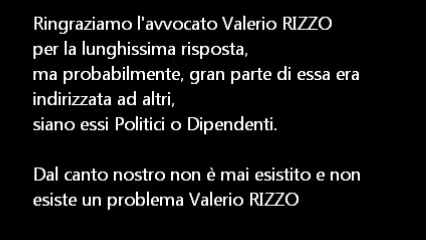 Ringraziamo l'avvocato Valerio RIZZO
per la lunghissima risposta,
ma probabilmente, gran parte di essa era
indirizzata ad altri,
siano essi Politici o Dipendenti.
Dal canto nostro non è mai esistito e non
esiste un problema Valerio RIZZO